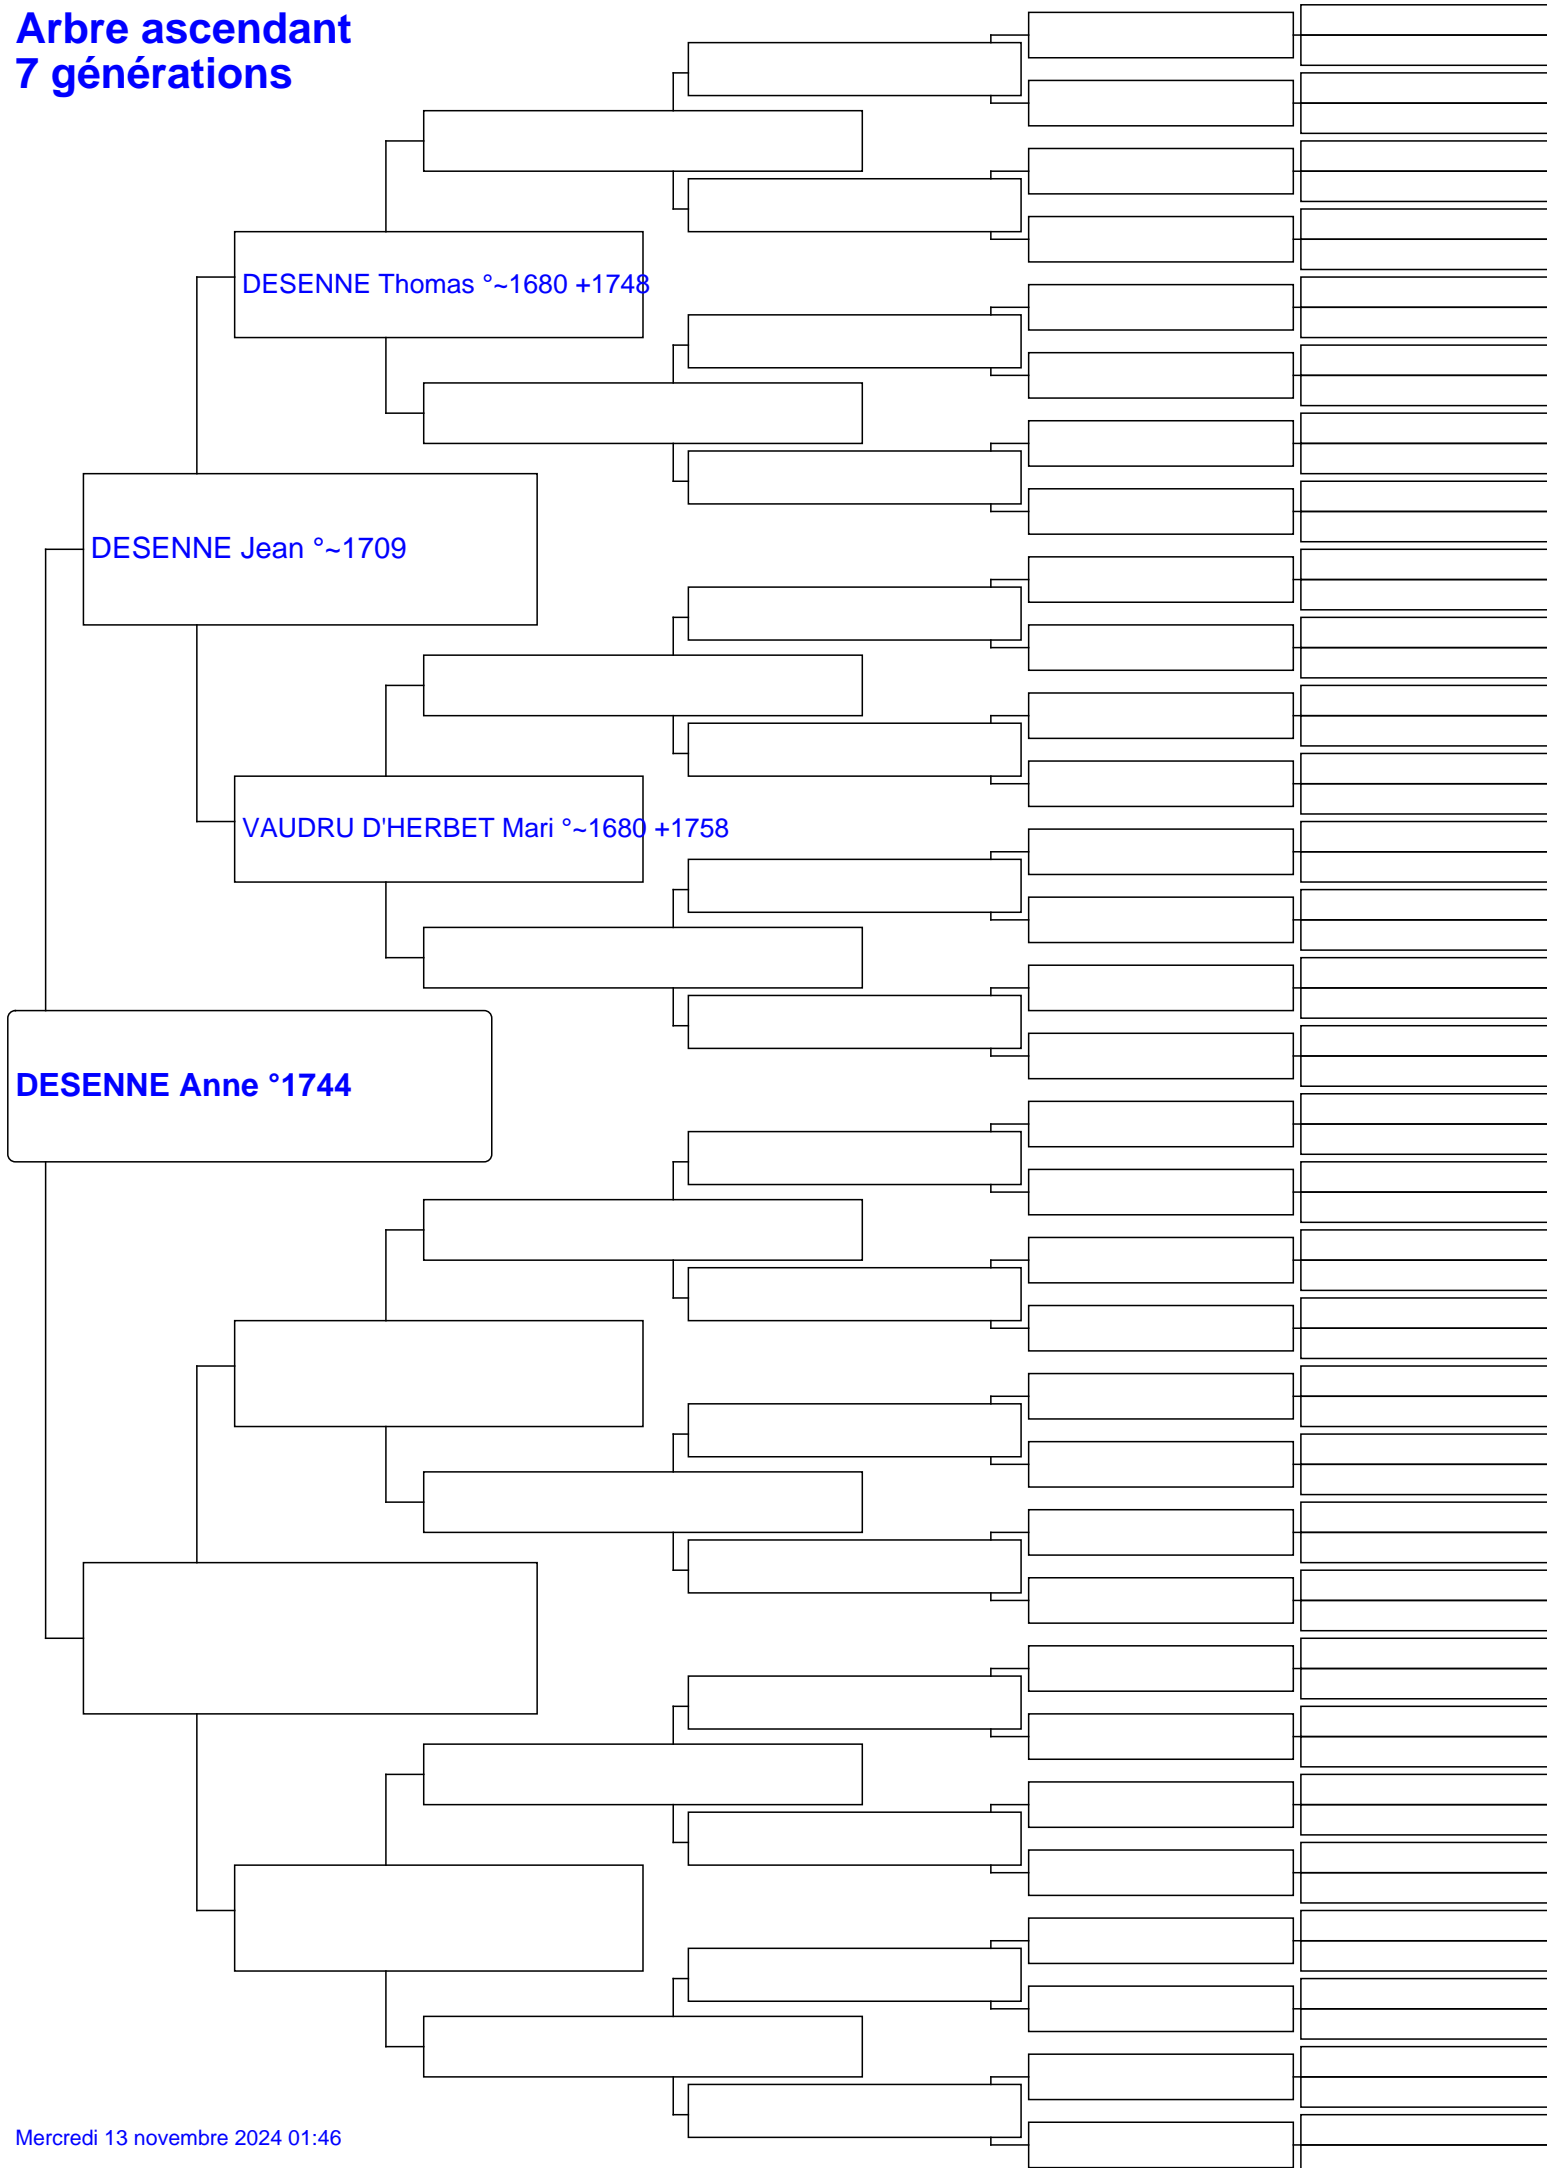 Arbre ascendant
7 générations
DESENNE Thomas °~1680 +1748
DESENNE Jean °~1709
VAUDRU D'HERBET Mari °~1680 +1758
DESENNE Anne °1744
Mercredi 13 novembre 2024 01:46